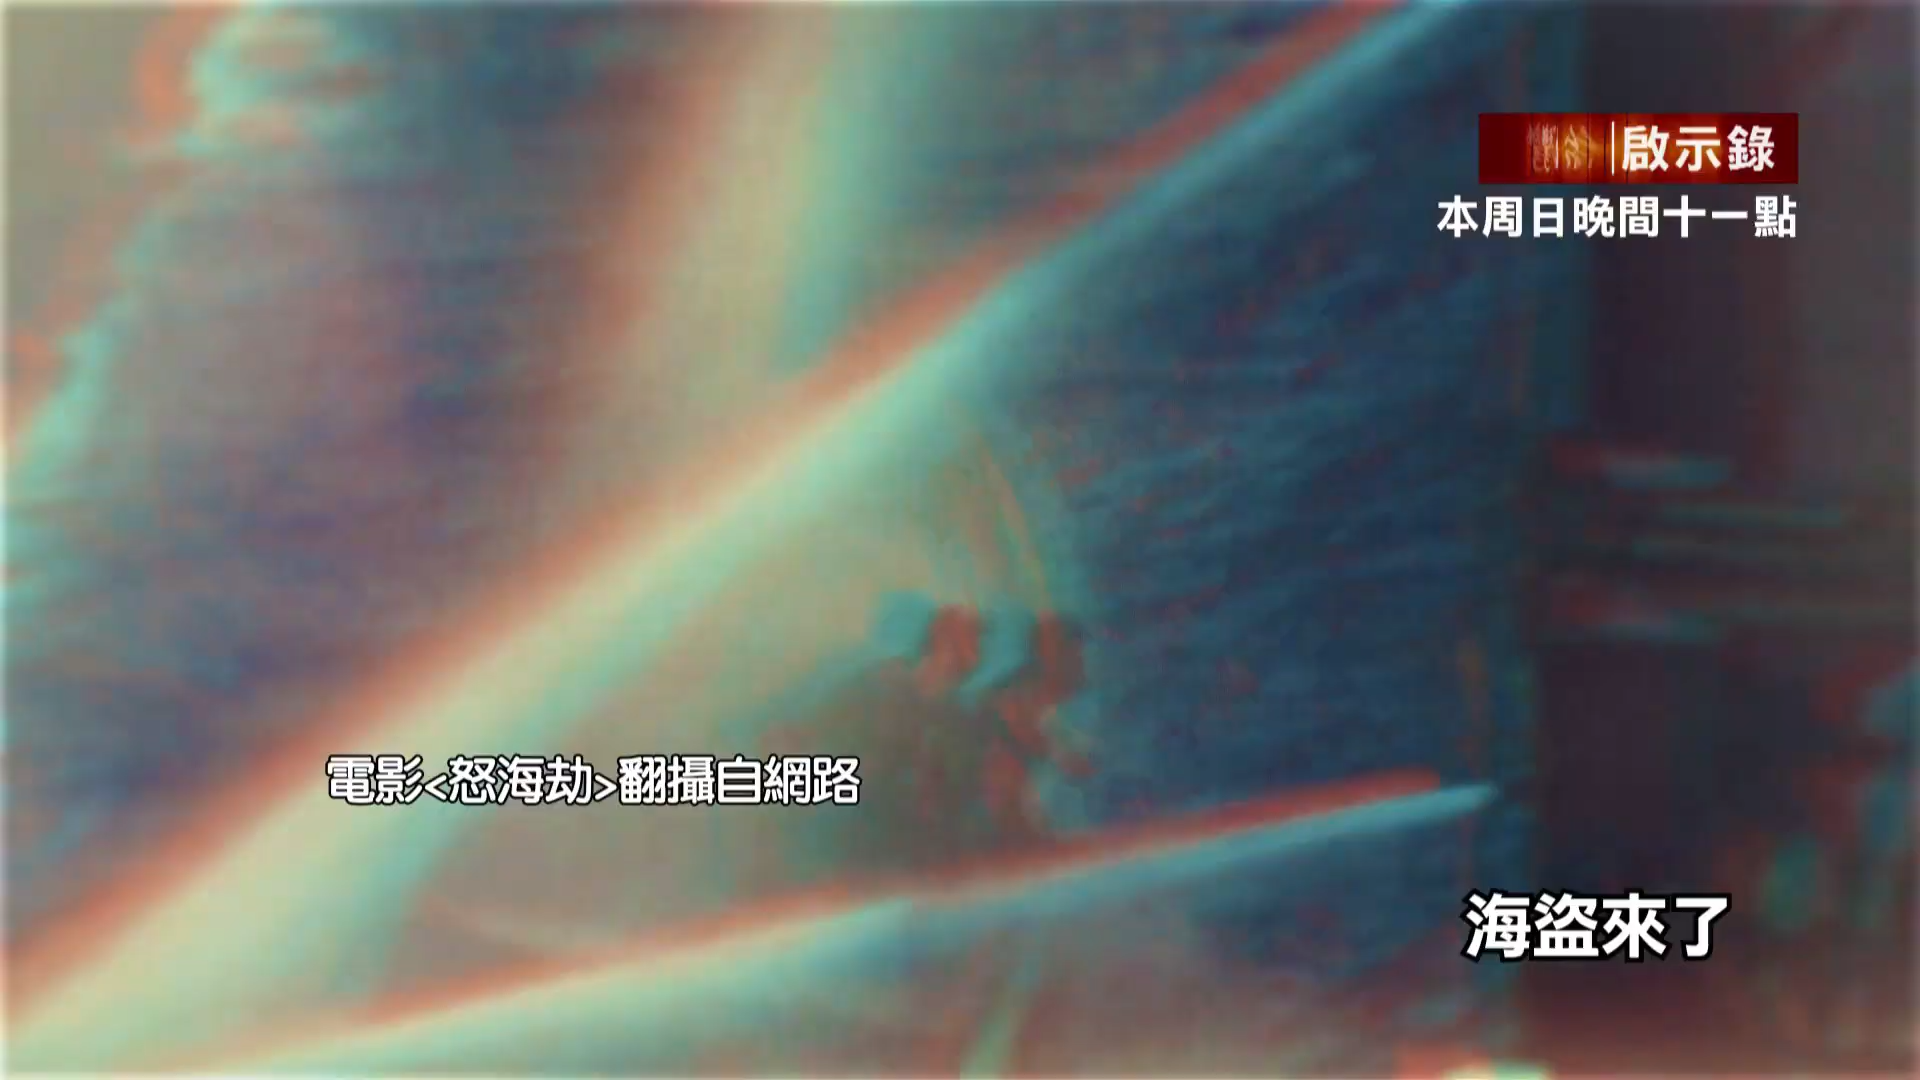 啟示錄
本周日晚間十一點
電影<怒海劫>翻攝自網路
海盜來了